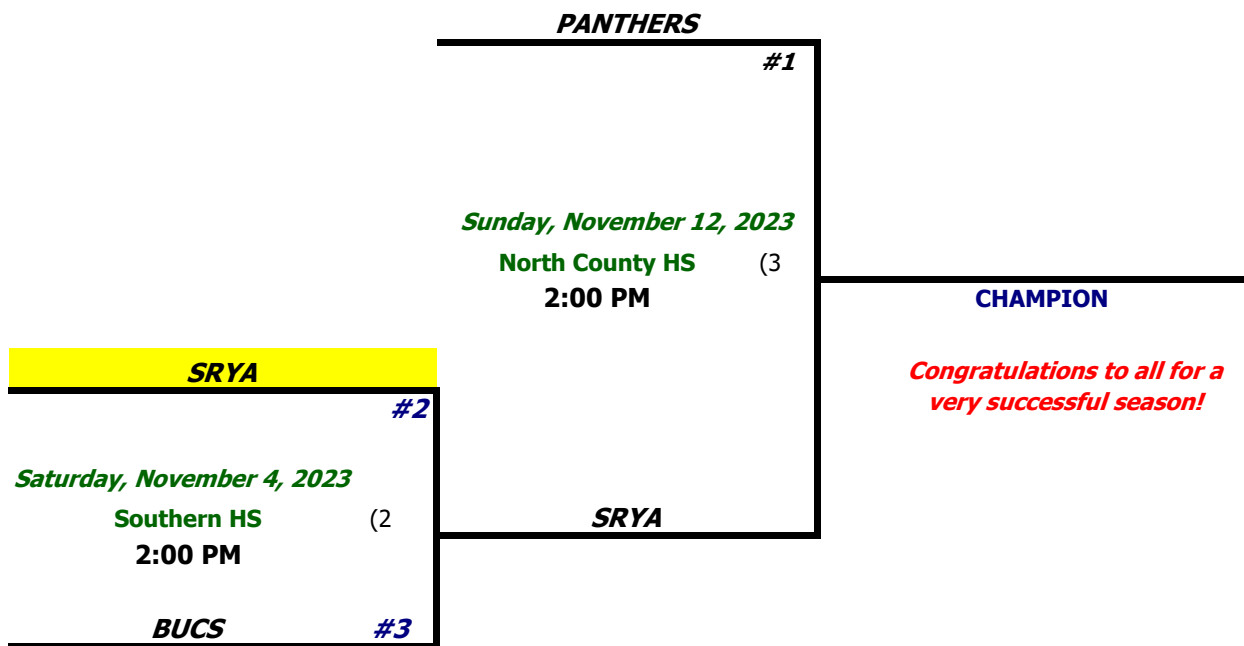 PANTHERS
#1
Sunday, November 12, 2023
North County HS (3
2:00 PM
CHAMPION
SRYA
#2
Congratulations to all for a
very successful season!
Saturday, November 4, 2023
Southern HS (2
2:00 PM
SRYA
BUCS #3